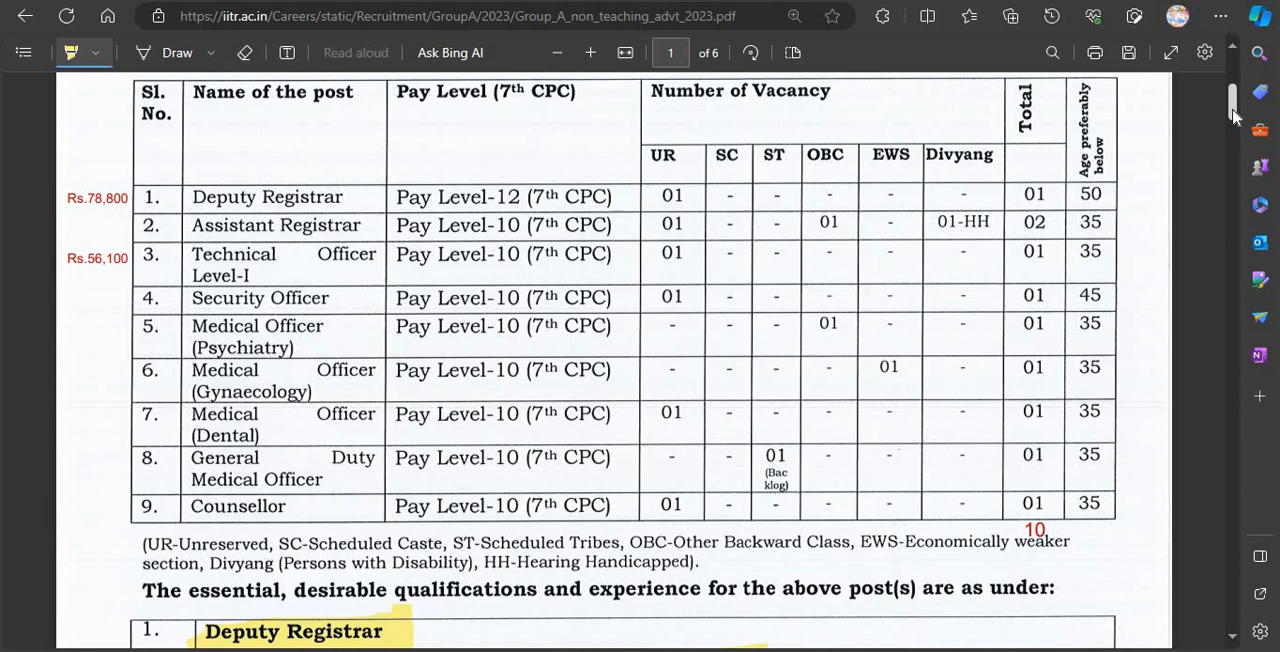 https://iitr.ac.in/Careers/static/Recruitment/GroupA/2023/Group_A_non_teaching_advt_2023.pdf
Draw Read aloud Ask Bing AI 1 of 6
Sl. No. Name of the post Pay Level (7th CPC) Number of Vacancy Total Age preferably below
UR SC ST OBC EWS Divyang
Rs.78,800 1. Deputy Registrar Pay Level-12 (7th CPC) 01 - - - - - 01 50
2. Assistant Registrar Pay Level-10 (7th CPC) 01 - - 01 - 01-HH 02 35
Rs.56,100 3. Technical Officer Pay Level-10 (7th CPC) 01 - - - - - 01 35
Level-I
4. Security Officer Pay Level-10 (7th CPC) 01 - - - - - 01 45
5. Medical Officer Pay Level-10 (7th CPC) - - - 01 - - 01 35
(Psychiatry)
6. Medical Officer Pay Level-10 (7th CPC) - - - - 01 - 01 35
(Gynaecology)
7. Medical Officer Pay Level-10 (7th CPC) 01 - - - - - 01 35
(Dental)
8. General Duty Pay Level-10 (7th CPC) - - 01 - - - 01 35
Medical Officer (Bac
klog)
9. Counsellor Pay Level-10 (7th CPC) 01 - - - - - 01 35
10
(UR-Unreserved, SC-Scheduled Caste, ST-Scheduled Tribes, OBC-Other Backward Class, EWS-Economically weaker
section, Divyang (Persons with Disability), HH-Hearing Handicapped).
The essential, desirable qualifications and experience for the above post(s) are as under:
1. Deputy Registrar